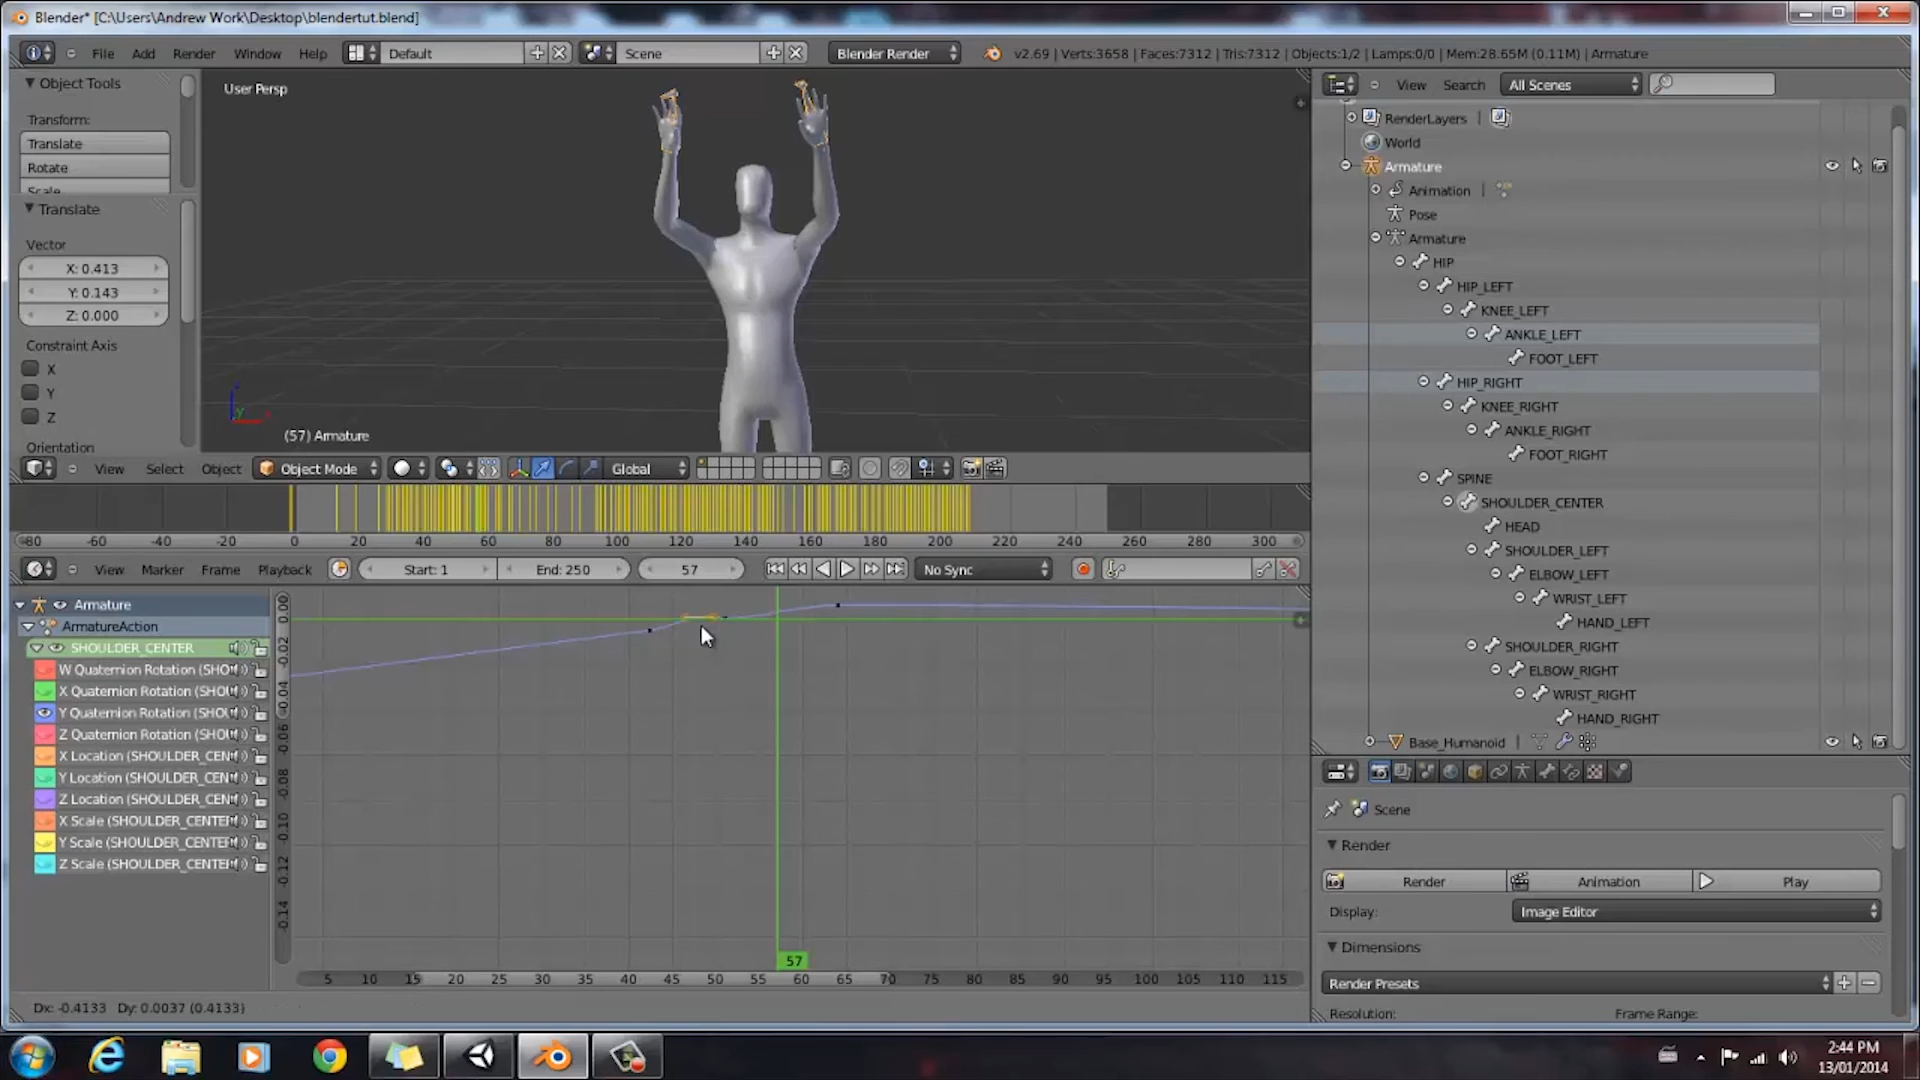 Blender* [C:\Users\Andrew Work\Desktop\blendertut.blend]
File Add Render Window Help Default Scene Blender Render v2.69 | Verts:3658 | Faces:7312 | Tris:7312 | Objects:1/2 | Lamps:0/0 | Mem:28.65M (0.11M) | Armature
Object Tools
Transform:
Translate
Rotate
Scale
Translate
Vector
X: 0.413
Y: 0.143
Z: 0.000
Constraint Axis
X
Y
Z
Orientation
User Persp
(57) Armature
View Select Object Object Mode Global
-80 -60 -40 -20 0 20 40 60 80 100 120 140 160 180 200 220 240 260 280 300
View Marker Frame Playback Start: 1 End: 250 57 No Sync
Armature
ArmatureAction
SHOULDER_CENTER
W Quaternion Rotation (SHO
X Quaternion Rotation (SHO
Y Quaternion Rotation (SHO
Z Quaternion Rotation (SHO
X Location (SHOULDER_CEN
Y Location (SHOULDER_CEN
Z Location (SHOULDER_CEN
X Scale (SHOULDER_CENTE
Y Scale (SHOULDER_CENTE
Z Scale (SHOULDER_CENTE
0.00
-0.02
-0.04
-0.06
-0.08
-0.10
-0.12
-0.14
57
5 10 15 20 25 30 35 40 45 50 55 60 65 70 75 80 85 90 95 100 105 110 115
Dx: -0.4133 Dy: 0.0037 (0.4133)
View Search All Scenes
RenderLayers |
World
Armature
Animation |
Pose
Armature
HIP
HIP_LEFT
KNEE_LEFT
ANKLE_LEFT
FOOT_LEFT
HIP_RIGHT
KNEE_RIGHT
ANKLE_RIGHT
FOOT_RIGHT
SPINE
SHOULDER_CENTER
HEAD
SHOULDER_LEFT
ELBOW_LEFT
WRIST_LEFT
HAND_LEFT
SHOULDER_RIGHT
ELBOW_RIGHT
WRIST_RIGHT
HAND_RIGHT
Base_Humanoid |
Scene
Render
Render Animation Play
Display: Image Editor
Dimensions
Render Presets
Resolution: Frame Range:
2:44 PM
13/01/2014